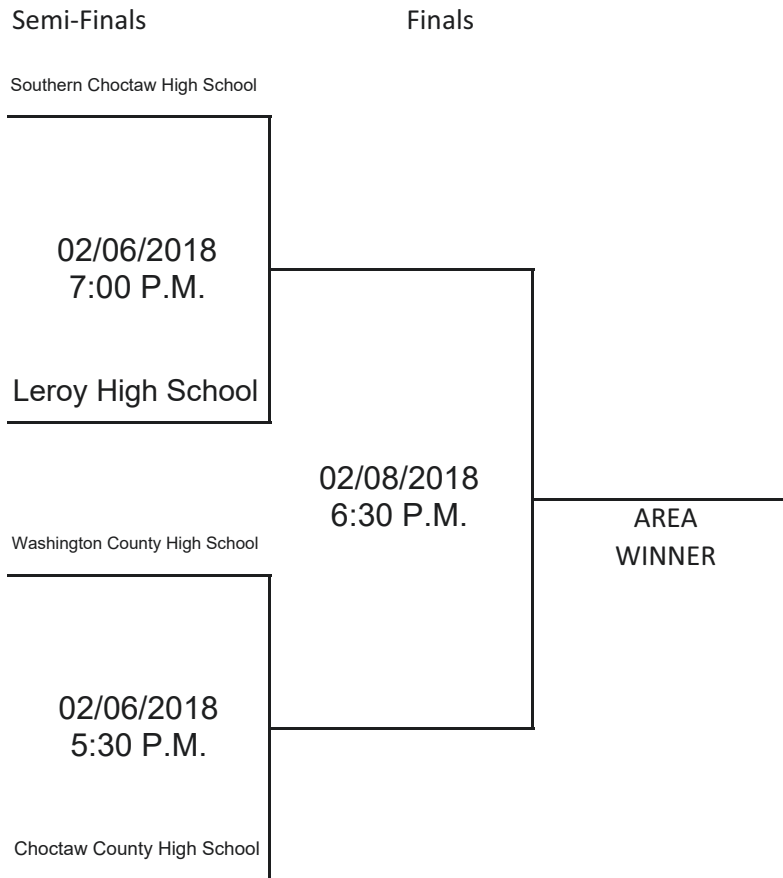 Semi-Finals Finals
Southern Choctaw High School
02/06/2018
7:00 P.M.
Leroy High School
02/08/2018
6:30 P.M.
AREA
WINNER
Washington County High School
02/06/2018
5:30 P.M.
Choctaw County High School